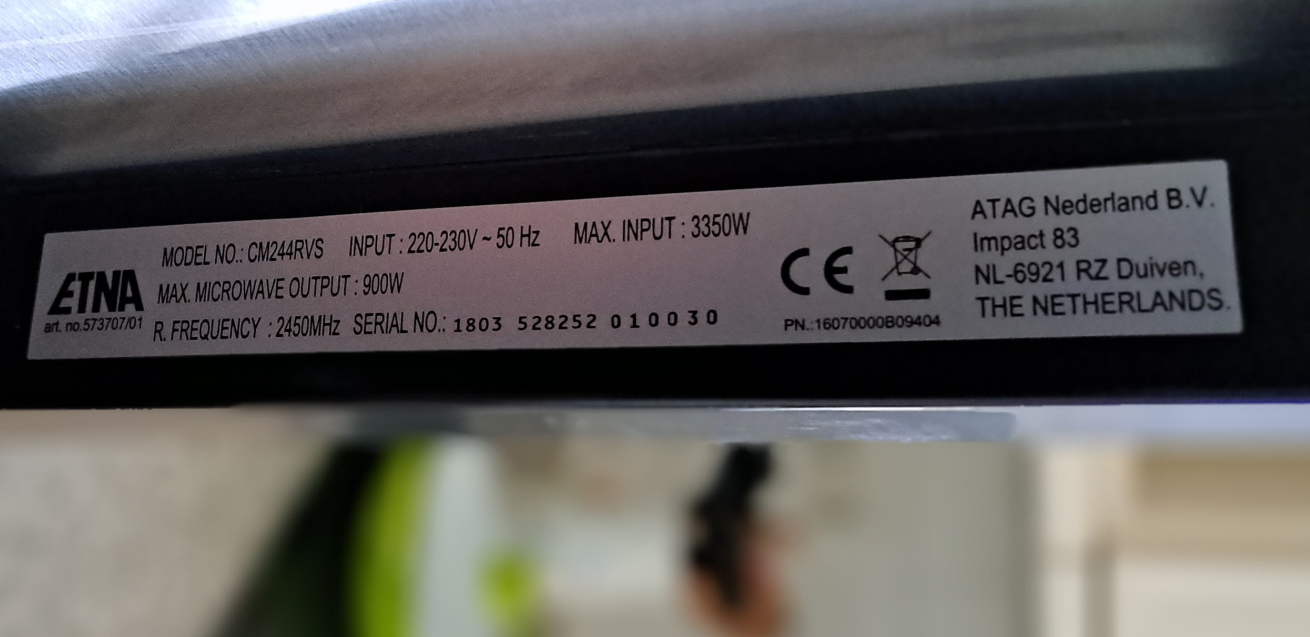 MODEL NO.: CM244RVS INPUT : 220-230V ~ 50 Hz MAX. INPUT : 3350W
ETNA MAX. MICROWAVE OUTPUT : 900W
art. no.573707/01 R. FREQUENCY : 2450MHz SERIAL NO.: 1803 528252 010030
CE
PN.:16070000B09404
ATAG Nederland B.V.
Impact 83
NL-6921 RZ Duiven,
THE NETHERLANDS.